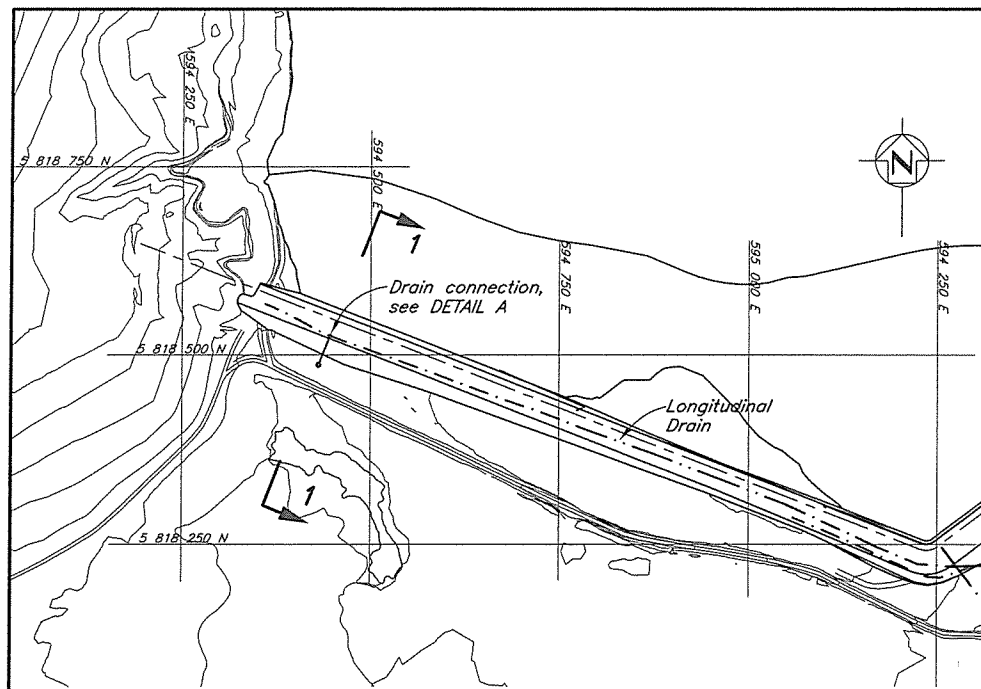 594 250 E
5 818 750 N
594 500 E
N
1
594 750 E
595 000 E
594 250 E
Drain connection,
see DETAIL A
5 818 500 N
Longitudinal
Drain
1
5 818 250 N